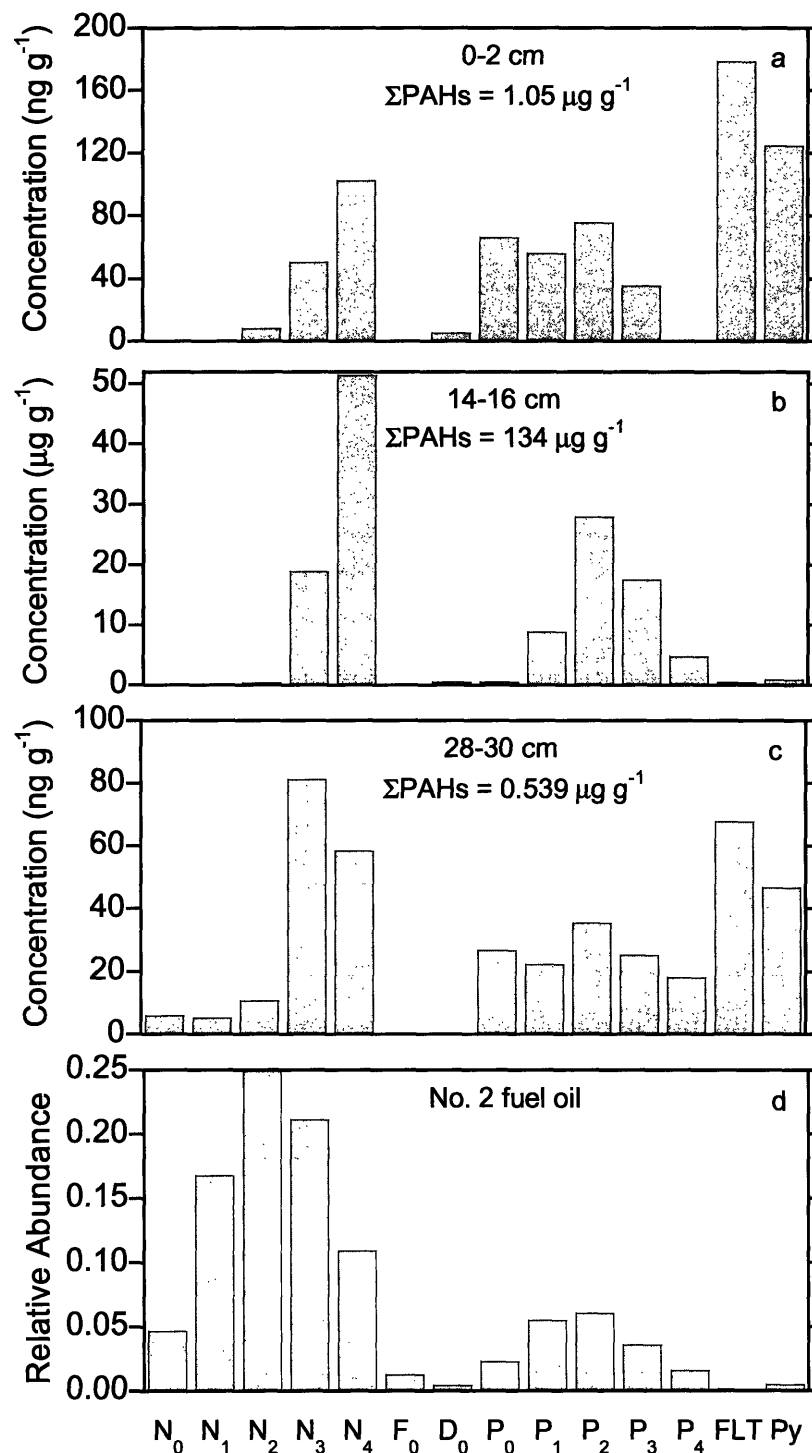 200
160
120
80
40
0
Concentration (ng g⁻¹)
0-2 cm
a
ΣPAHs = 1.05 μg g⁻¹
50
40
30
20
10
0
Concentration (μg g⁻¹)
14-16 cm
b
ΣPAHs = 134 μg g⁻¹
100
80
60
40
20
0
Concentration (ng g⁻¹)
28-30 cm
c
ΣPAHs = 0.539 μg g⁻¹
0.25
0.20
0.15
0.10
0.05
0.00
Relative Abundance
No. 2 fuel oil
d
N₀ N₁ N₂ N₃ N₄ F₀ D₀ P₀ P₁ P₂ P₃ P₄ FLT Py